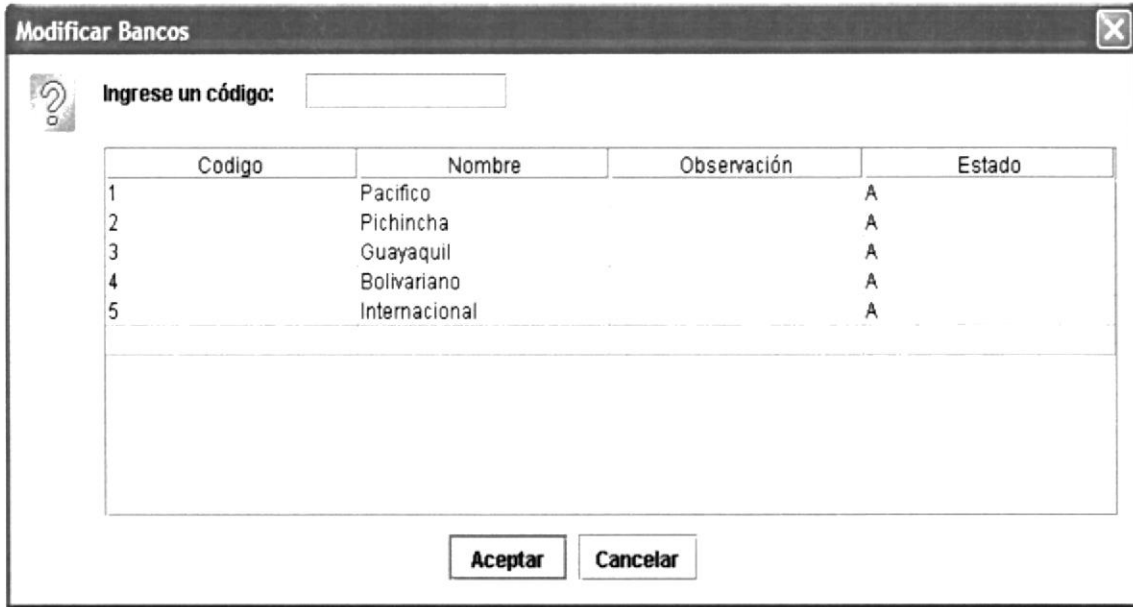 Modificar Bancos
Ingrese un código:
Codigo Nombre Observación Estado
1 Pacifico A
2 Pichincha A
3 Guayaquil A
4 Bolivariano A
5 Internacional A
Aceptar Cancelar